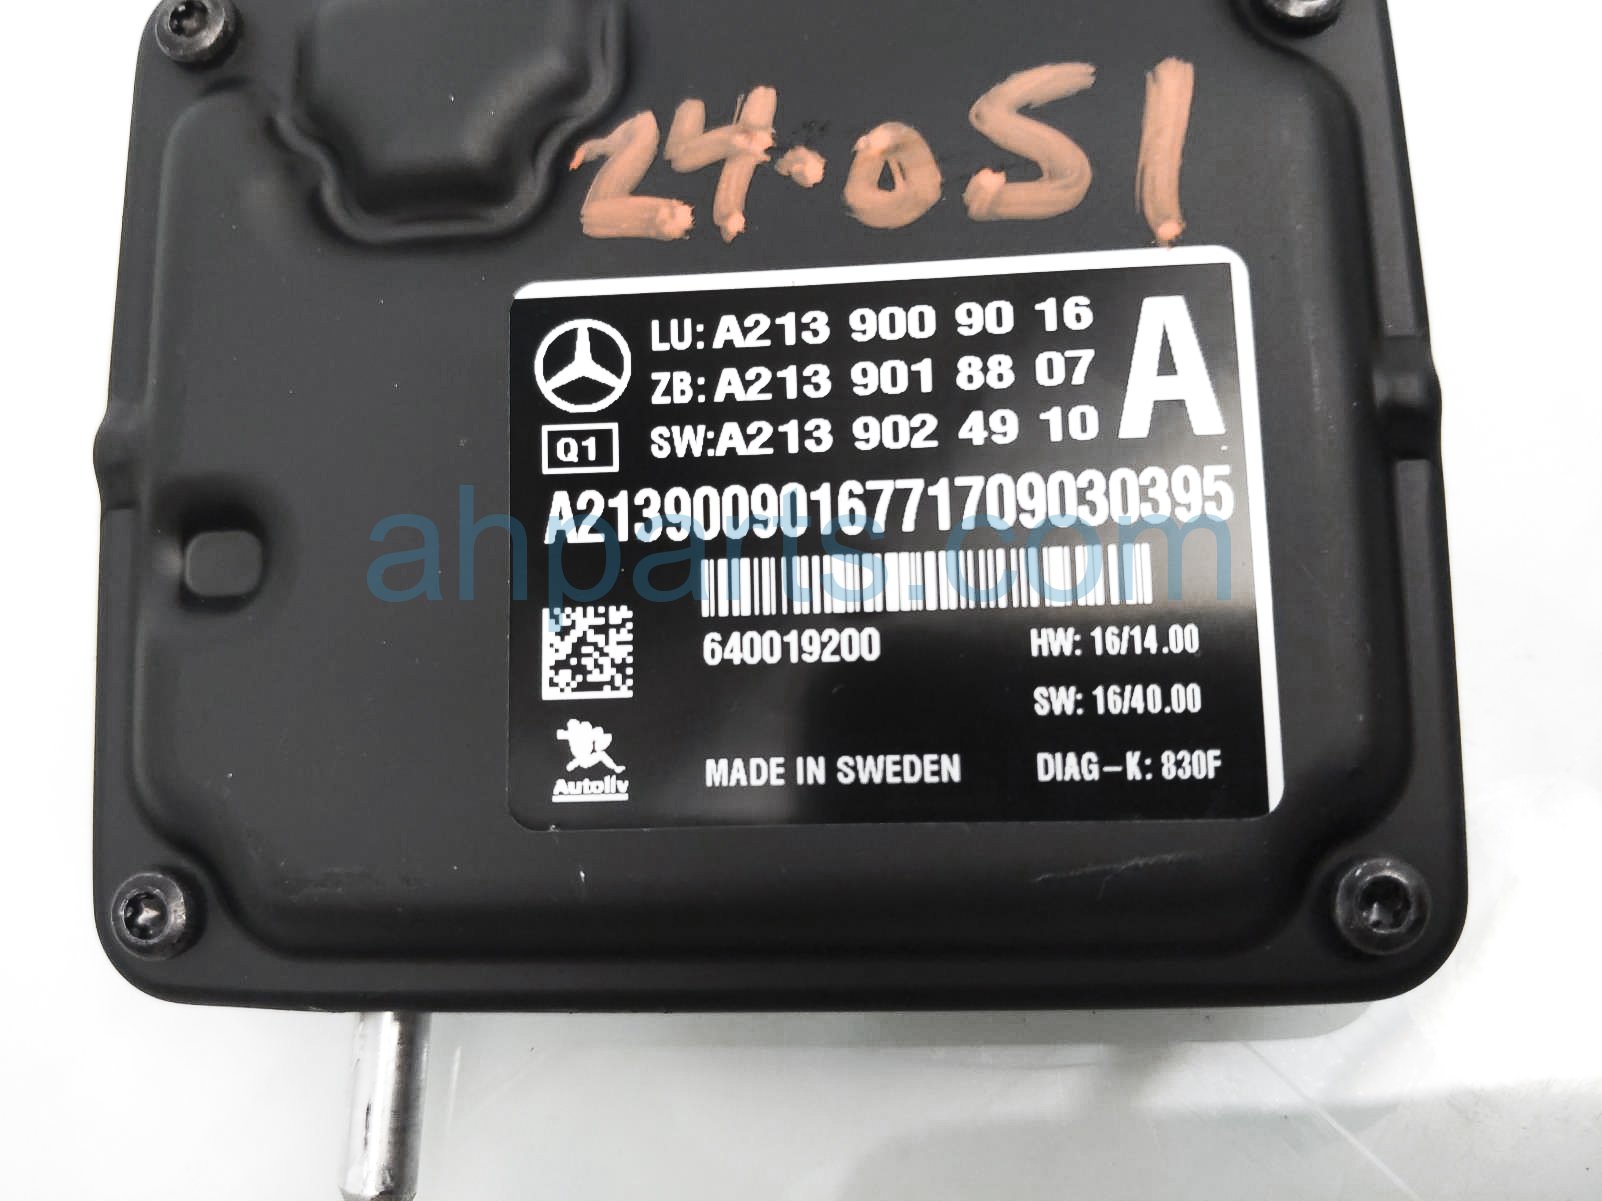 24.051
LU: A213 900 90 16
ZB: A213 901 88 07
SW: A213 902 49 10
A
Q1
A2139009016771709030395
ahparts.com
640019200
HW: 16/14.00
SW: 16/40.00
Autoliv
MADE IN SWEDEN
DIAG-K: 830F